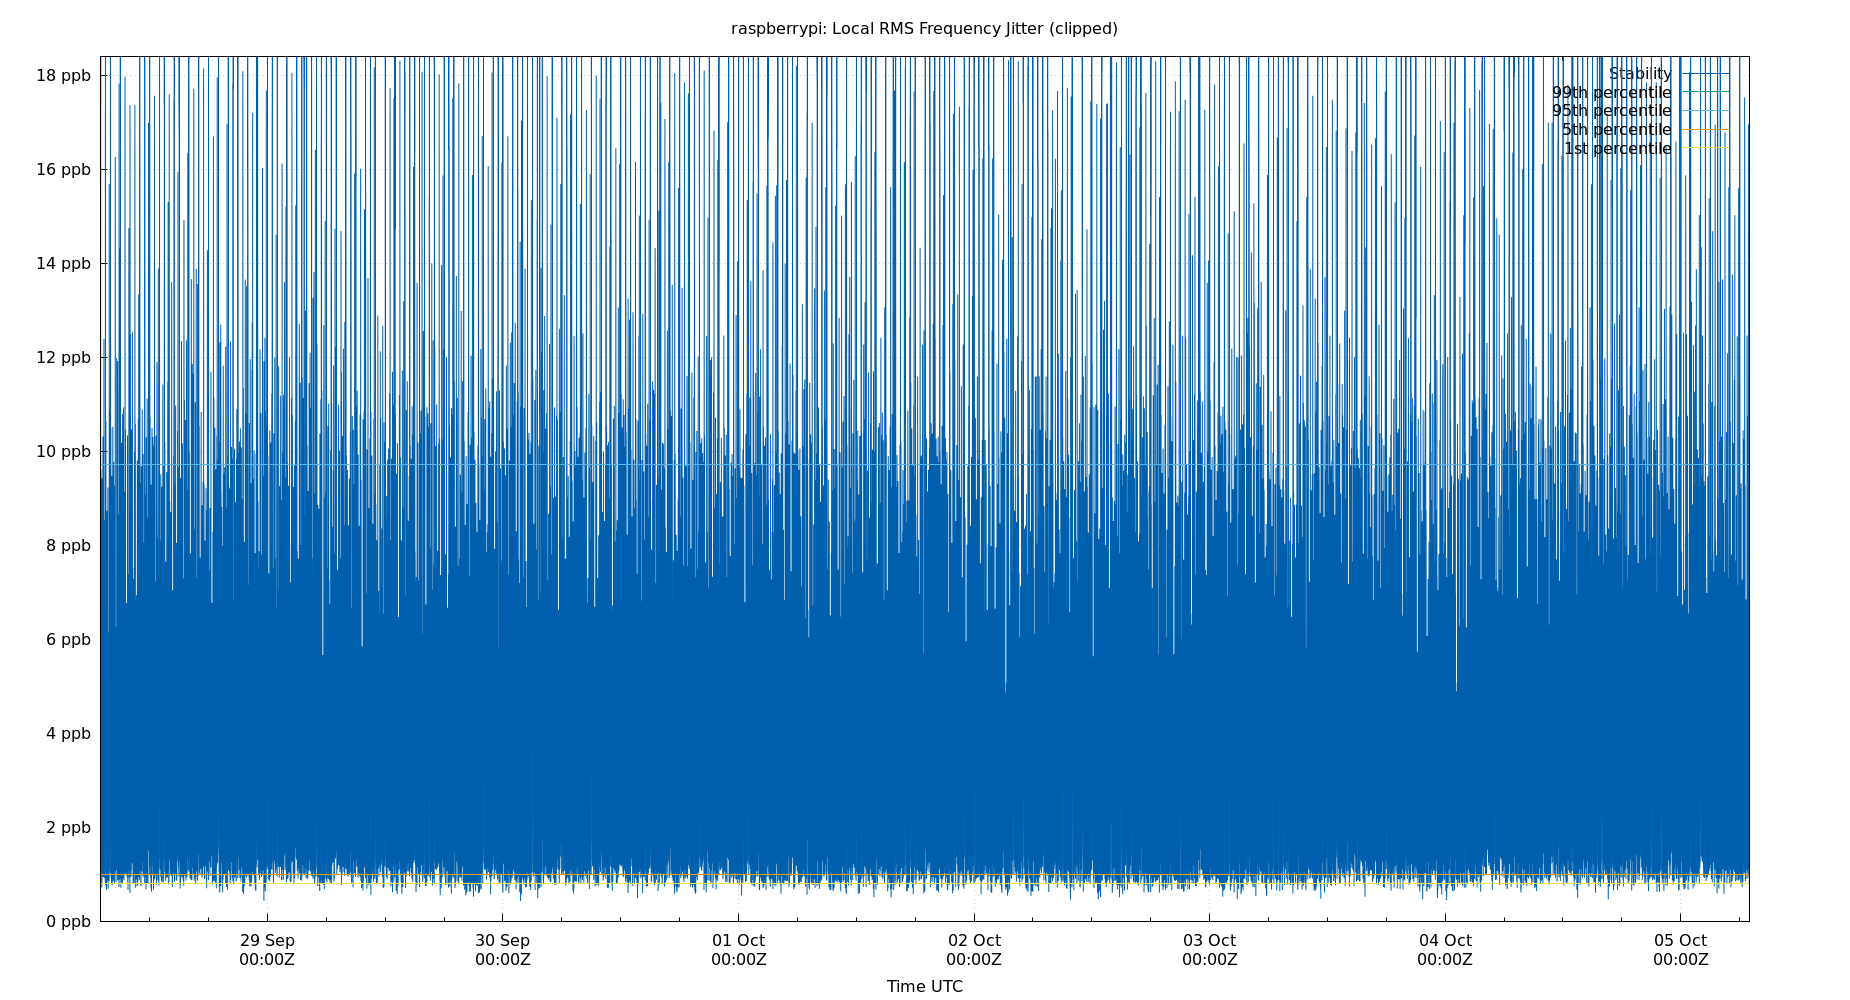 raspberrypi: Local RMS Frequency Jitter (clipped)
18 ppb
16 ppb
14 ppb
12 ppb
10 ppb
8 ppb
6 ppb
4 ppb
2 ppb
0 ppb
Stability
99th percentile
95th percentile
5th percentile
1st percentile
29 Sep
00:00Z
30 Sep
00:00Z
01 Oct
00:00Z
02 Oct
00:00Z
03 Oct
00:00Z
04 Oct
00:00Z
05 Oct
00:00Z
Time UTC